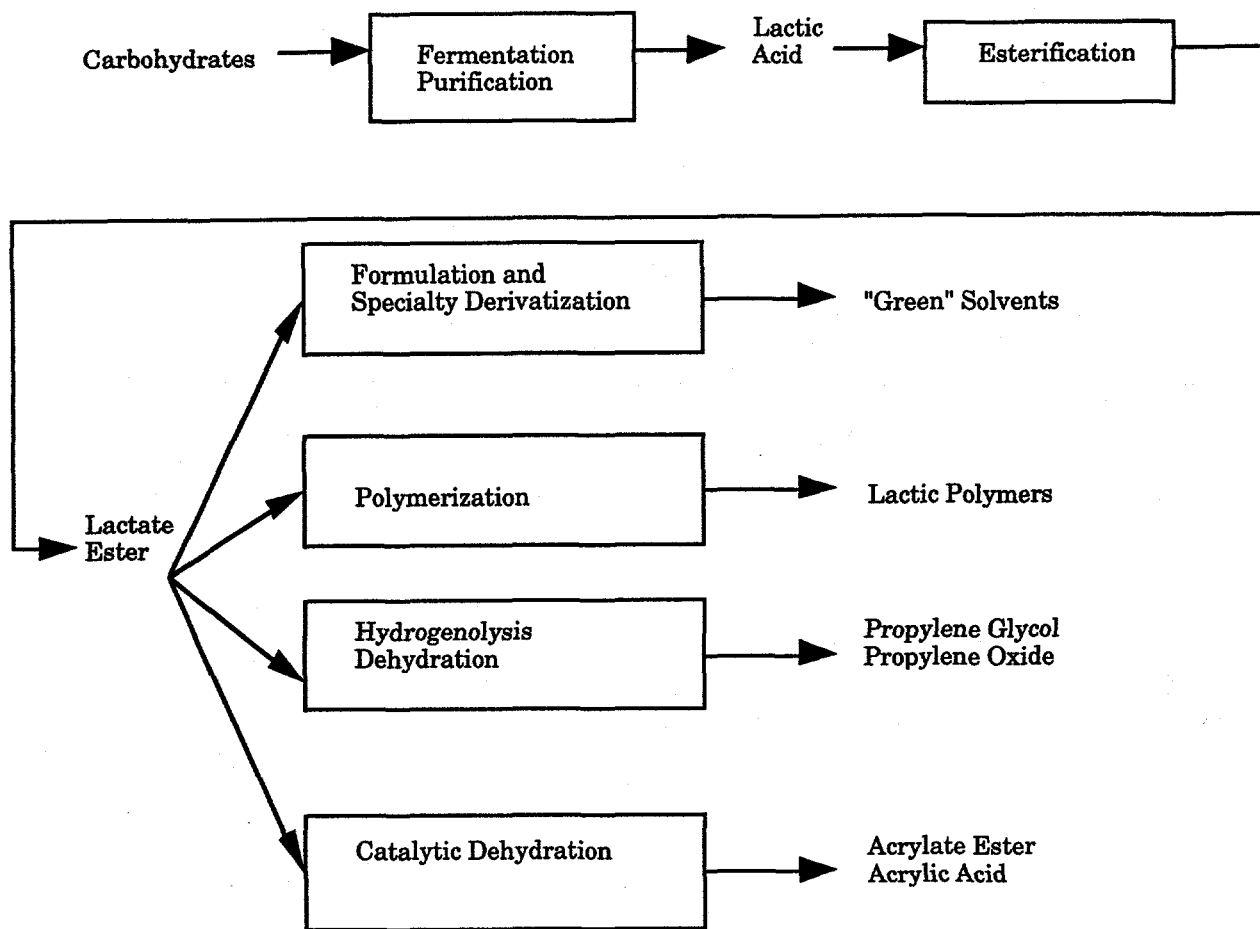 Carbohydrates
Fermentation
Purification
Lactic
Acid
Esterification
Formulation and
Specialty Derivatization
"Green" Solvents
Polymerization
Lactic Polymers
Lactate
Ester
Hydrogenolysis
Dehydration
Propylene Glycol
Propylene Oxide
Catalytic Dehydration
Acrylate Ester
Acrylic Acid